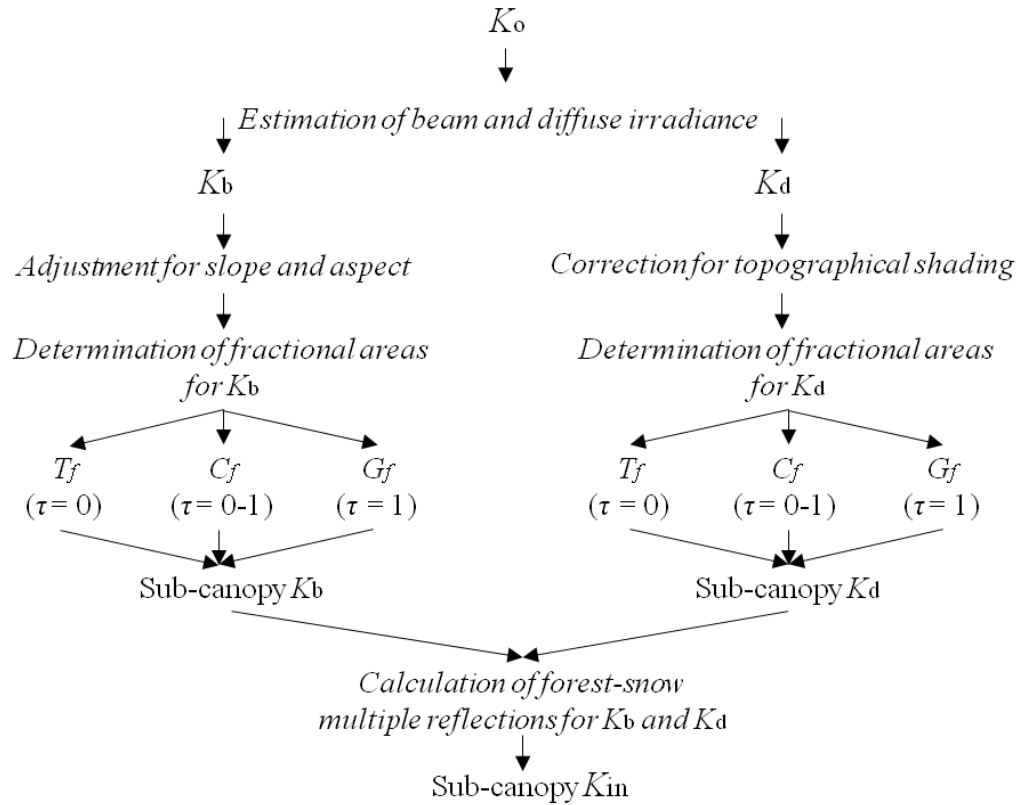 Ko
Estimation of beam and diffuse irradiance
Kb
Kd
Adjustment for slope and aspect
Correction for topographical shading
Determination of fractional areas
for Kb
Determination of fractional areas
for Kd
Tf
(τ = 0)
Cf
(τ = 0-1)
Gf
(τ = 1)
Tf
(τ = 0)
Cf
(τ = 0-1)
Gf
(τ = 1)
Sub-canopy Kb
Sub-canopy Kd
Calculation of forest-snow
multiple reflections for Kb and Kd
Sub-canopy Kin